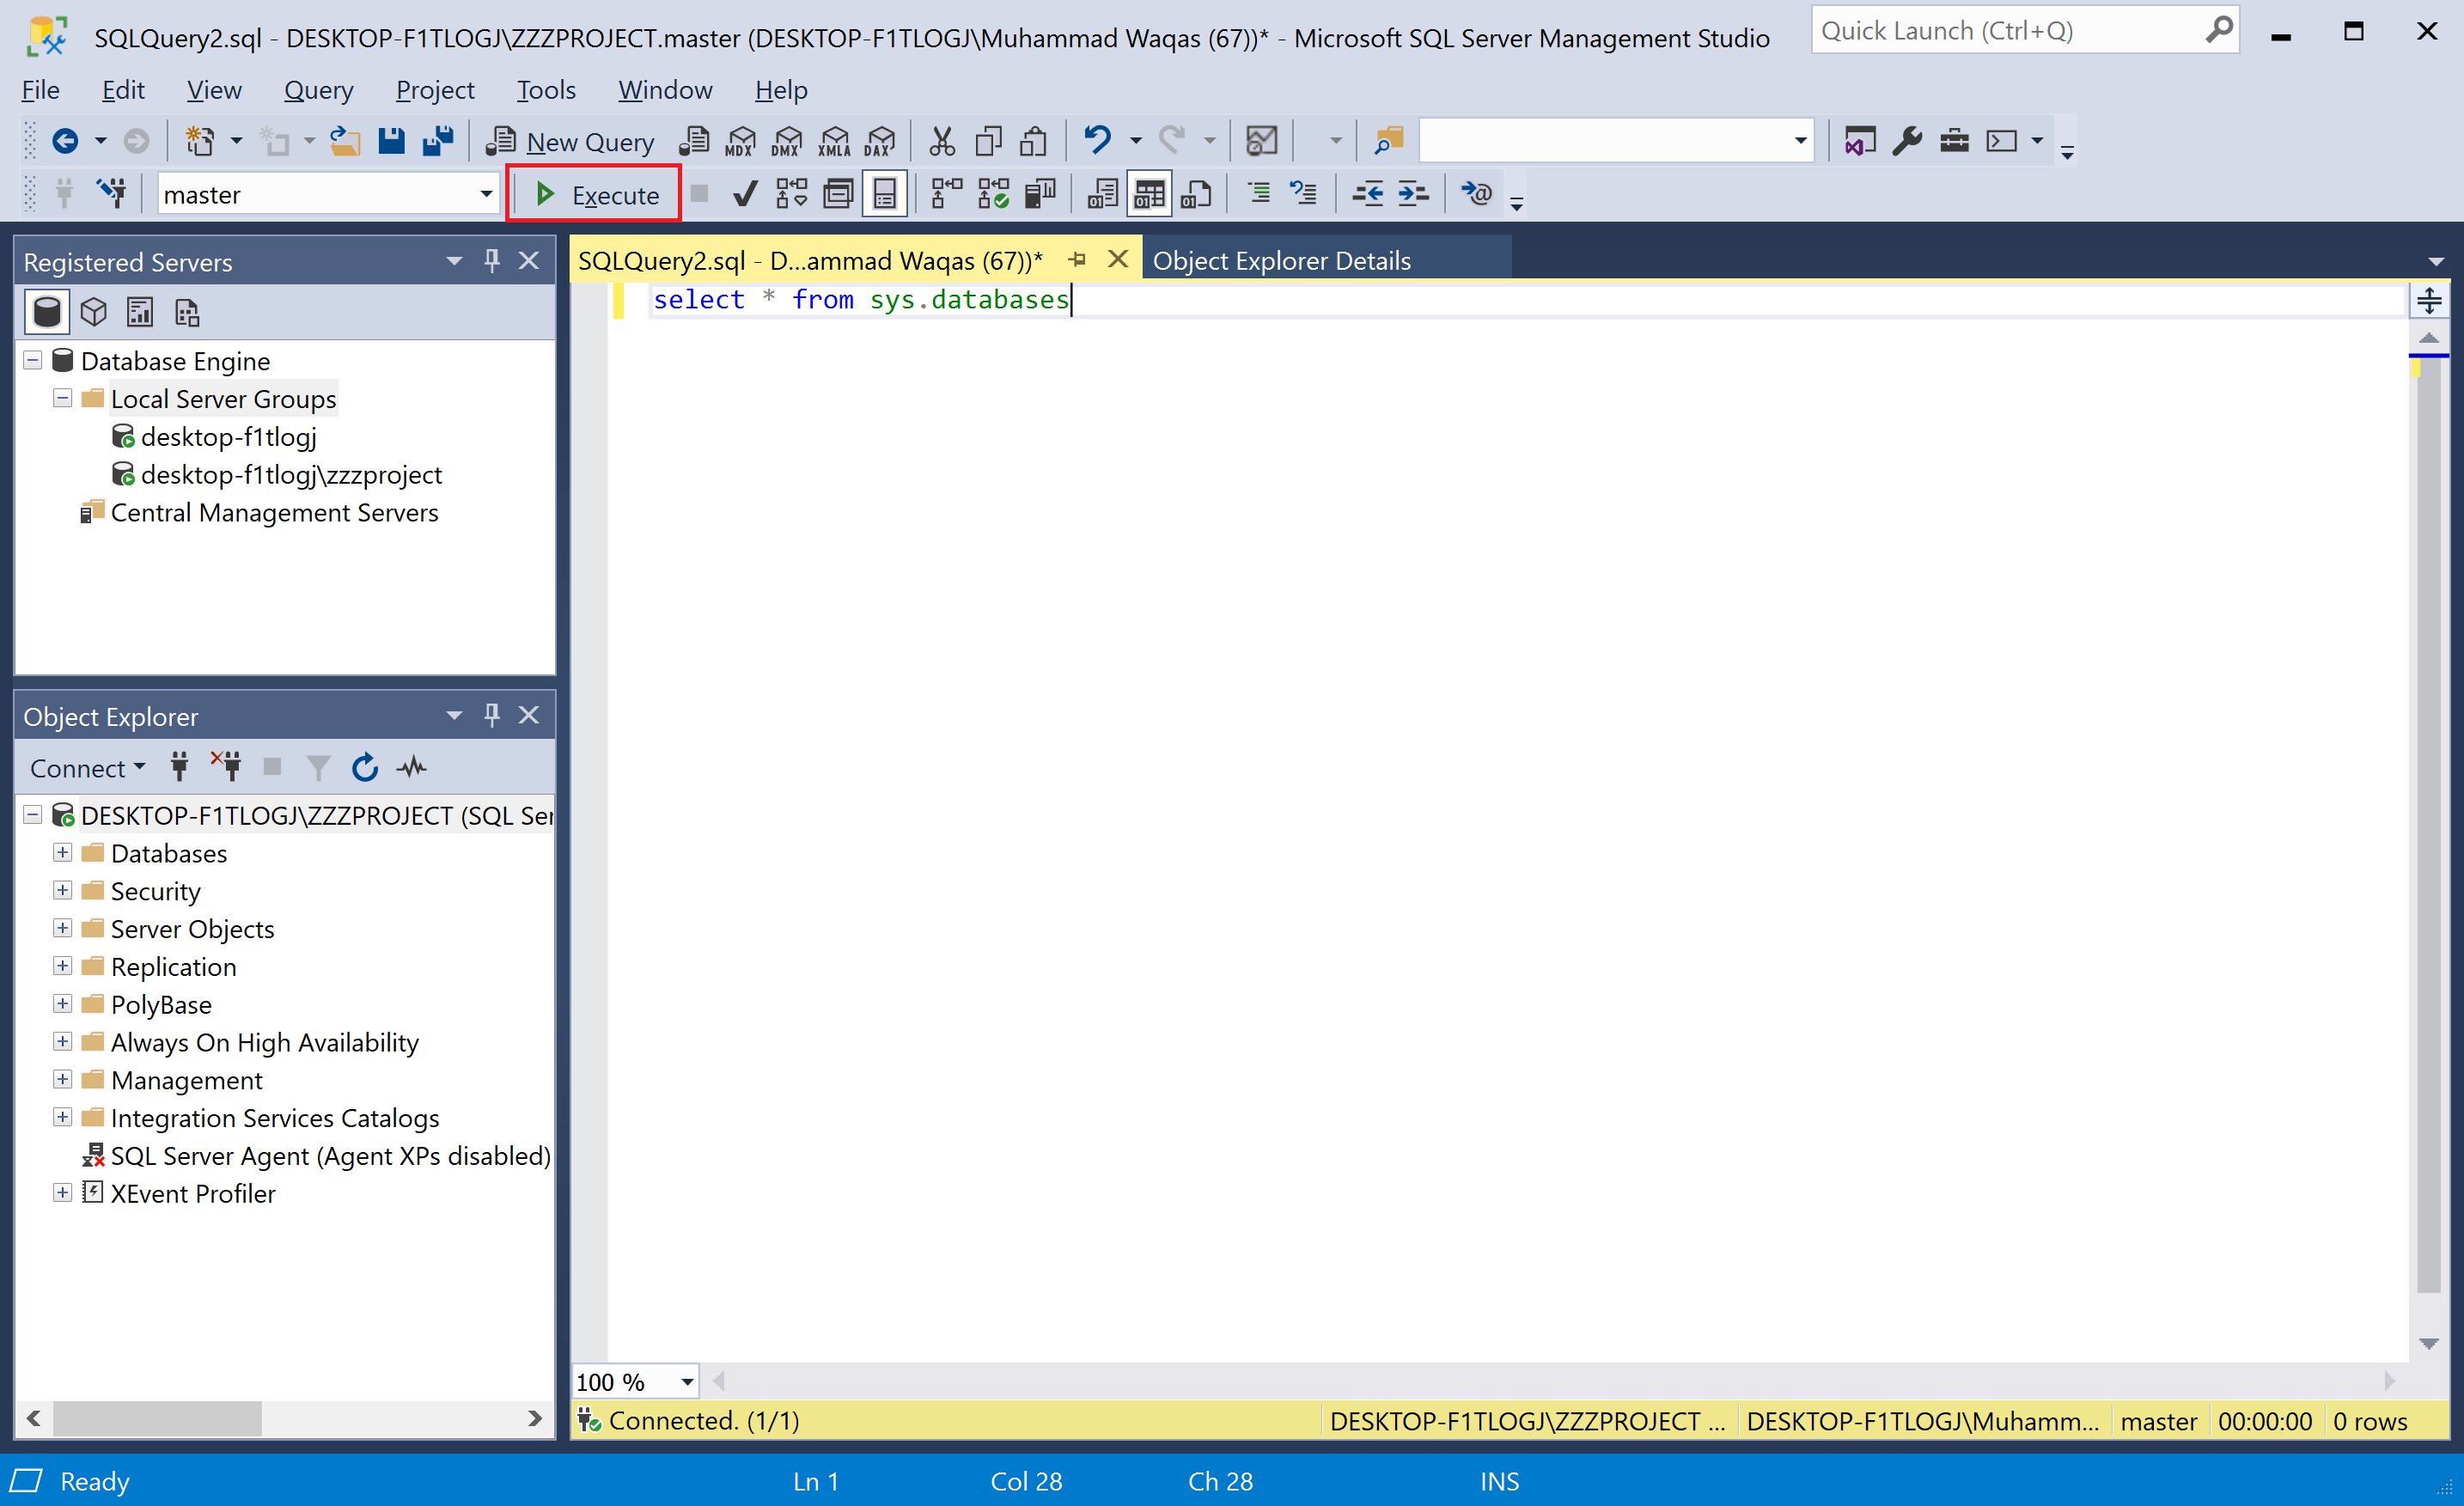 SQLQuery2.sql - DESKTOP-F1TLOGJ\ZZZPROJECT.master (DESKTOP-F1TLOGJ\Muhammad Waqas (67))* - Microsoft SQL Server Management Studio
Quick Launch (Ctrl+Q)
File Edit View Query Project Tools Window Help
New Query MDX DMX XMLA DAX
master Execute
Registered Servers
Database Engine
Local Server Groups
desktop-f1tlogj
desktop-f1tlogj\zzzproject
Central Management Servers
Object Explorer
Connect
DESKTOP-F1TLOGJ\ZZZPROJECT (SQL Ser
Databases
Security
Server Objects
Replication
PolyBase
Always On High Availability
Management
Integration Services Catalogs
SQL Server Agent (Agent XPs disabled)
XEvent Profiler
SQLQuery2.sql - D...ammad Waqas (67))* Object Explorer Details
select * from sys.databases
100 %
Connected. (1/1) DESKTOP-F1TLOGJ\ZZZPROJECT ... DESKTOP-F1TLOGJ\Muhamm... master 00:00:00 0 rows
Ready Ln 1 Col 28 Ch 28 INS